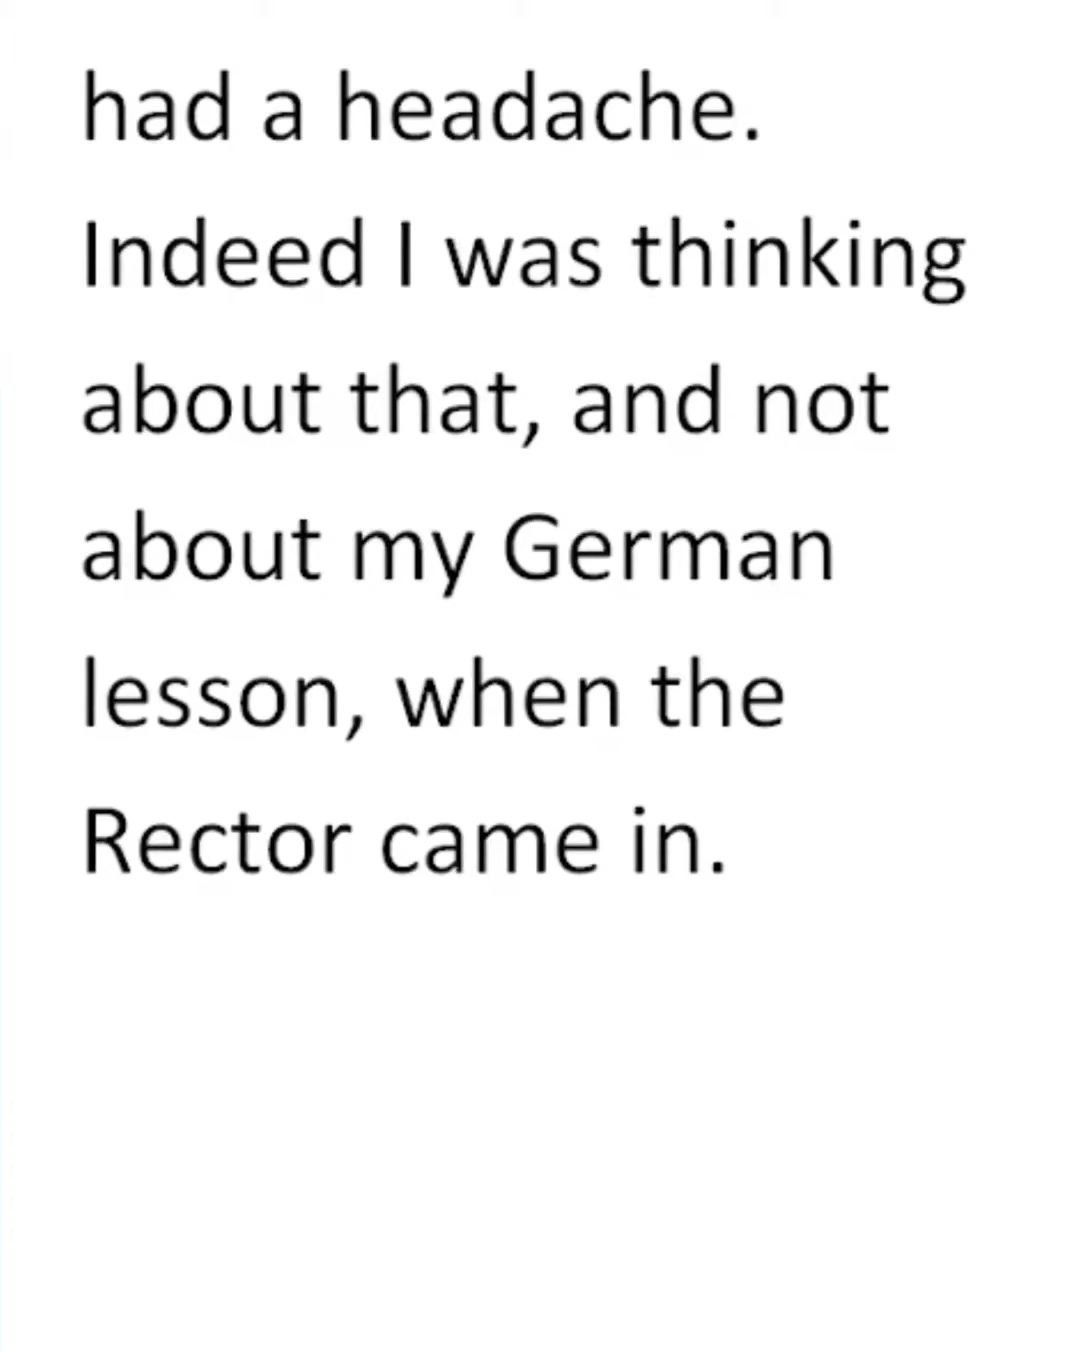 had a headache.
Indeed I was thinking
about that, and not
about my German
lesson, when the
Rector came in.